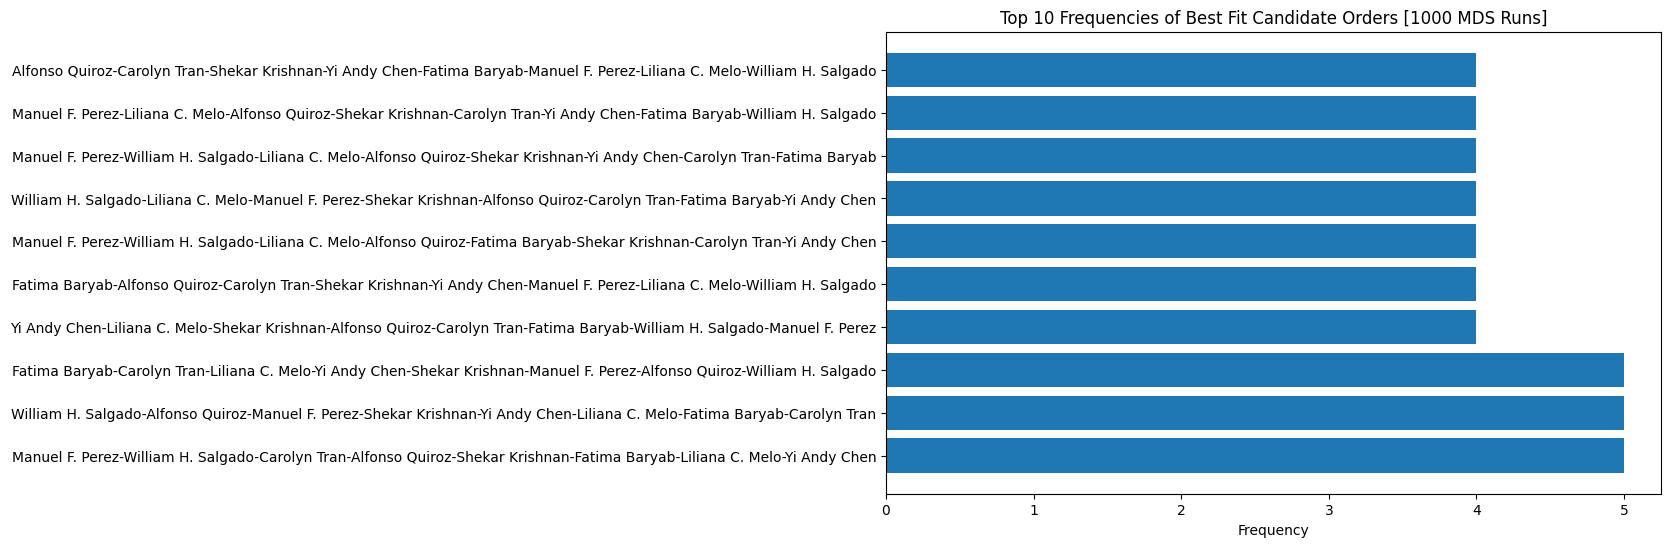 Top 10 Frequencies of Best Fit Candidate Orders [1000 MDS Runs]
Alfonso Quiroz-Carolyn Tran-Shekar Krishnan-Yi Andy Chen-Fatima Baryab-Manuel F. Perez-Liliana C. Melo-William H. Salgado
Manuel F. Perez-Liliana C. Melo-Alfonso Quiroz-Shekar Krishnan-Carolyn Tran-Yi Andy Chen-Fatima Baryab-William H. Salgado
Manuel F. Perez-William H. Salgado-Liliana C. Melo-Alfonso Quiroz-Shekar Krishnan-Yi Andy Chen-Carolyn Tran-Fatima Baryab
William H. Salgado-Liliana C. Melo-Manuel F. Perez-Shekar Krishnan-Alfonso Quiroz-Carolyn Tran-Fatima Baryab-Yi Andy Chen
Manuel F. Perez-William H. Salgado-Liliana C. Melo-Alfonso Quiroz-Fatima Baryab-Shekar Krishnan-Carolyn Tran-Yi Andy Chen
Fatima Baryab-Alfonso Quiroz-Carolyn Tran-Shekar Krishnan-Yi Andy Chen-Manuel F. Perez-Liliana C. Melo-William H. Salgado
Yi Andy Chen-Liliana C. Melo-Shekar Krishnan-Alfonso Quiroz-Carolyn Tran-Fatima Baryab-William H. Salgado-Manuel F. Perez
Fatima Baryab-Carolyn Tran-Liliana C. Melo-Yi Andy Chen-Shekar Krishnan-Manuel F. Perez-Alfonso Quiroz-William H. Salgado
William H. Salgado-Alfonso Quiroz-Manuel F. Perez-Shekar Krishnan-Yi Andy Chen-Liliana C. Melo-Fatima Baryab-Carolyn Tran
Manuel F. Perez-William H. Salgado-Carolyn Tran-Alfonso Quiroz-Shekar Krishnan-Fatima Baryab-Liliana C. Melo-Yi Andy Chen
0 1 2 3 4 5
Frequency